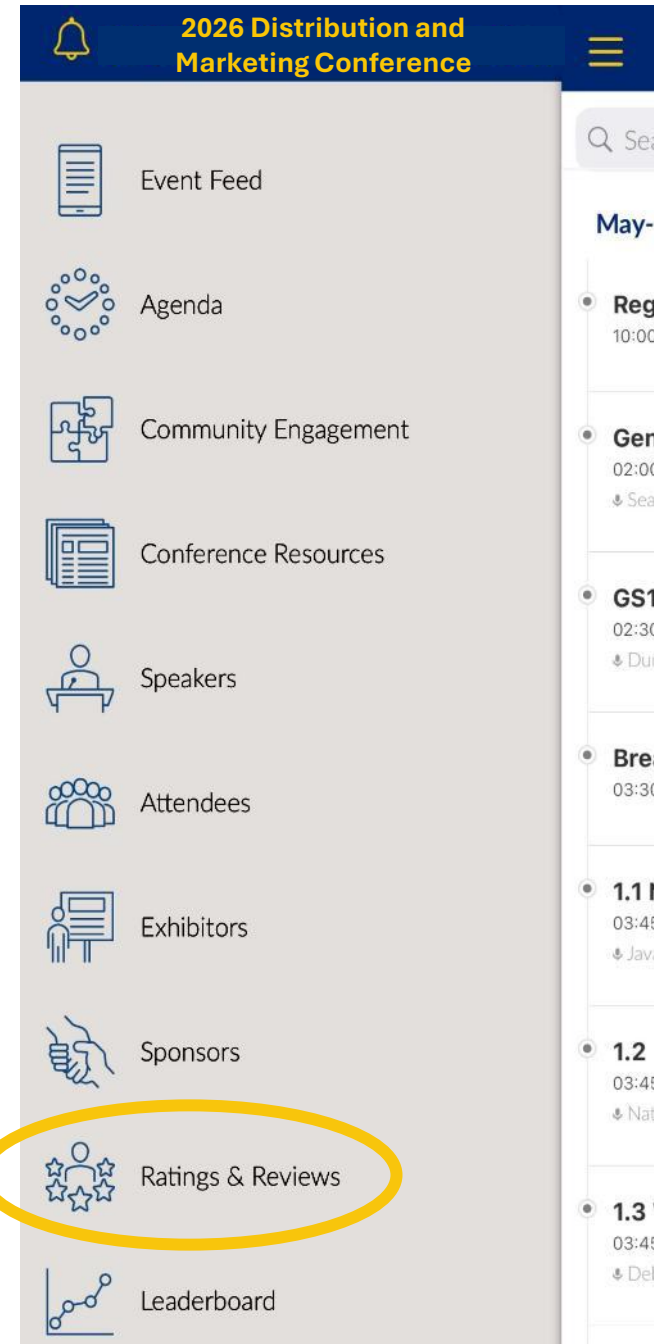 2026 Distribution and
Marketing Conference
Event Feed
Agenda
Community Engagement
Conference Resources
Speakers
Attendees
Exhibitors
Sponsors
Ratings & Reviews
Leaderboard
May-
10:00
02:00
GS1
02:30
03:30
1.1
03:45
1.2
03:45
1.3
03:45